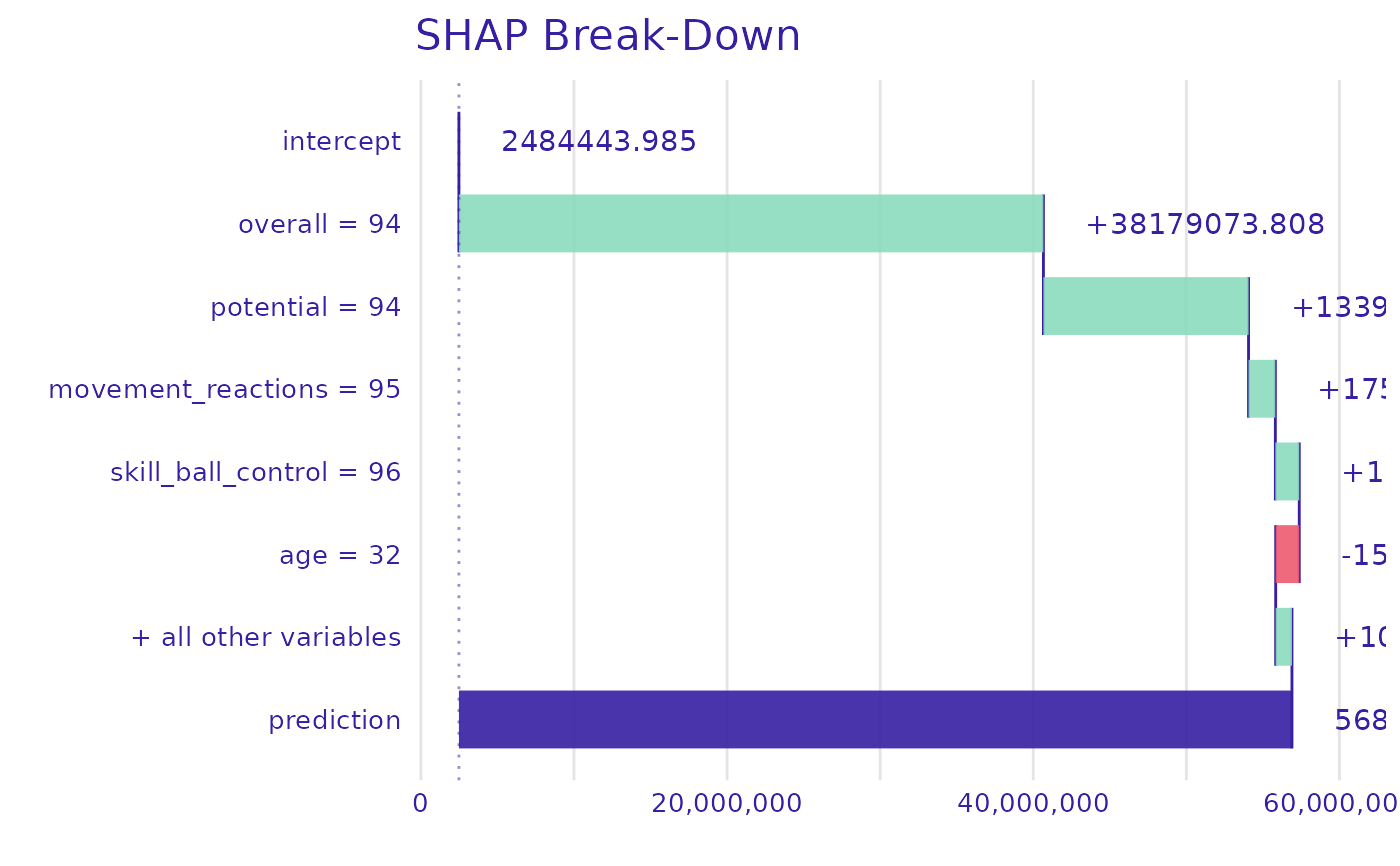 SHAP Break-Down
intercept 2484443.985
overall = 94 +38179073.808
potential = 94 +1339
movement_reactions = 95 +175
skill_ball_control = 96 +1
age = 32 -15
+ all other variables +10
prediction 568
0 20,000,000 40,000,000 60,000,00